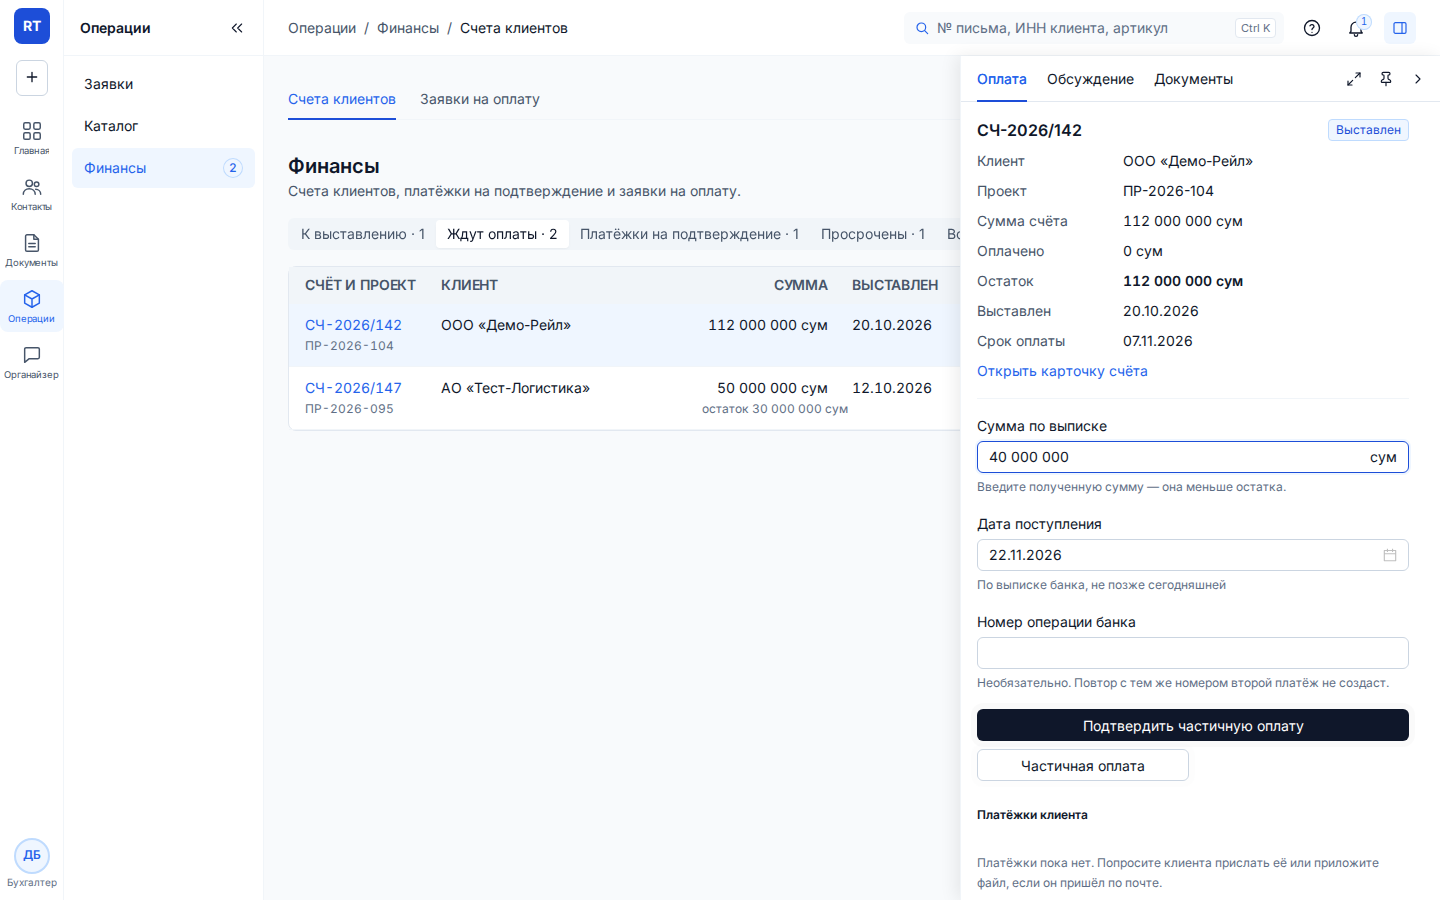 RT
Главная
Контакты
Документы
Операции
Органайзер
ДБ
Бухгалтер
Операции
Заявки
Каталог
Финансы 2
Операции / Финансы / Счета клиентов
№ письма, ИНН клиента, артикул Ctrl K
1
Счета клиентов Заявки на оплату
Финансы
Счета клиентов, платёжки на подтверждение и заявки на оплату.
К выставлению · 1 Ждут оплаты · 2 Платёжки на подтверждение · 1 Просрочены · 1
СЧЁТ И ПРОЕКТ КЛИЕНТ СУММА ВЫСТАВЛЕН
СЧ-2026/142 ООО «Демо-Рейл» 112 000 000 сум 20.10.2026
ПР-2026-104
СЧ-2026/147 АО «Тест-Логистика» 50 000 000 сум 12.10.2026
ПР-2026-095 остаток 30 000 000 сум
Оплата Обсуждение Документы
СЧ-2026/142 Выставлен
Клиент ООО «Демо-Рейл»
Проект ПР-2026-104
Сумма счёта 112 000 000 сум
Оплачено 0 сум
Остаток 112 000 000 сум
Выставлен 20.10.2026
Срок оплаты 07.11.2026
Открыть карточку счёта
Сумма по выписке
40 000 000 сум
Введите полученную сумму — она меньше остатка.
Дата поступления
22.11.2026
По выписке банка, не позже сегодняшней
Номер операции банка
Необязательно. Повтор с тем же номером второй платёж не создаст.
Подтвердить частичную оплату
Частичная оплата
Платёжки клиента
Платёжки пока нет. Попросите клиента прислать её или приложите
файл, если он пришёл по почте.